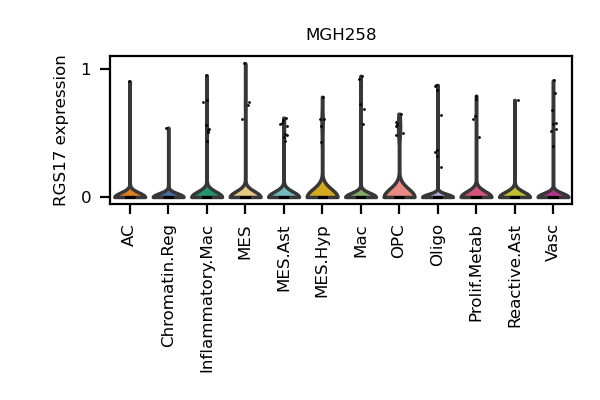 MGH258
RGS17 expression
1
0
AC
Chromatin.Reg
Inflammatory.Mac
MES
MES.Ast
MES.Hyp
Mac
OPC
Oligo
Prolif.Metab
Reactive.Ast
Vasc